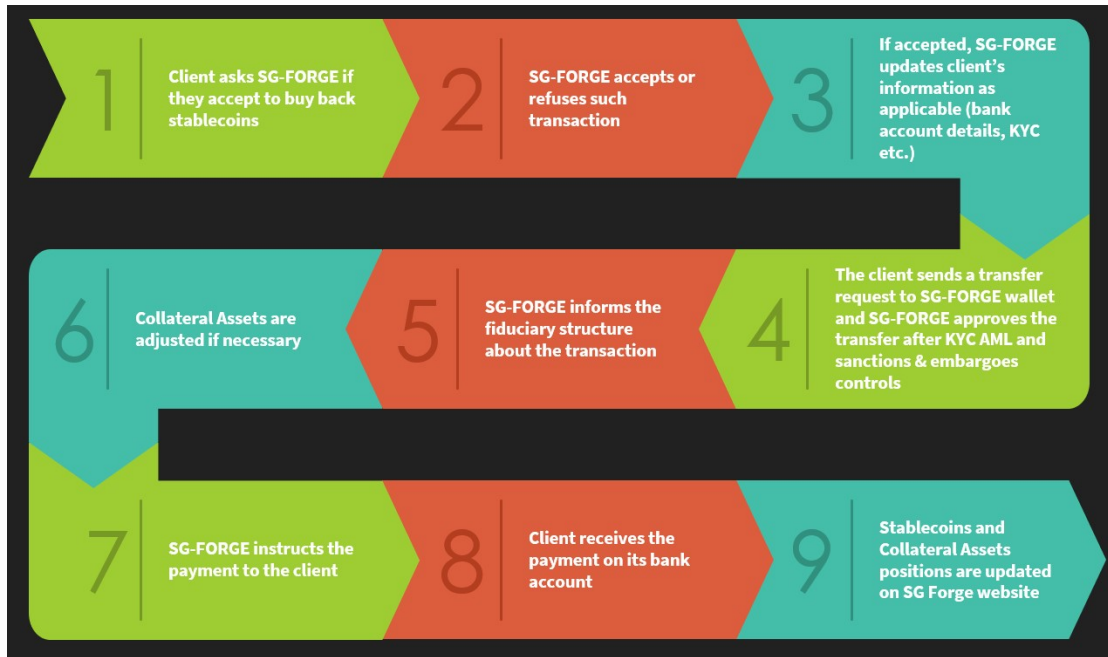 1
Client asks SG-FORGE if
they accept to buy back
stablecoins
2
SG-FORGE accepts or
refuses such
transaction
3
If accepted, SG-FORGE
updates client’s
information as
applicable (bank
account details, KYC
etc.)
4
The client sends a transfer
request to SG-FORGE wallet
and SG-FORGE approves the
transfer after KYC AML and
sanctions & embargoes
controls
5
SG-FORGE informs the
fiduciary structure
about the transaction
6
Collateral Assets are
adjusted if necessary
7
SG-FORGE instructs the
payment to the client
8
Client receives the
payment on its bank
account
9
Stablecoins and
Collateral Assets
positions are updated
on SG Forge website